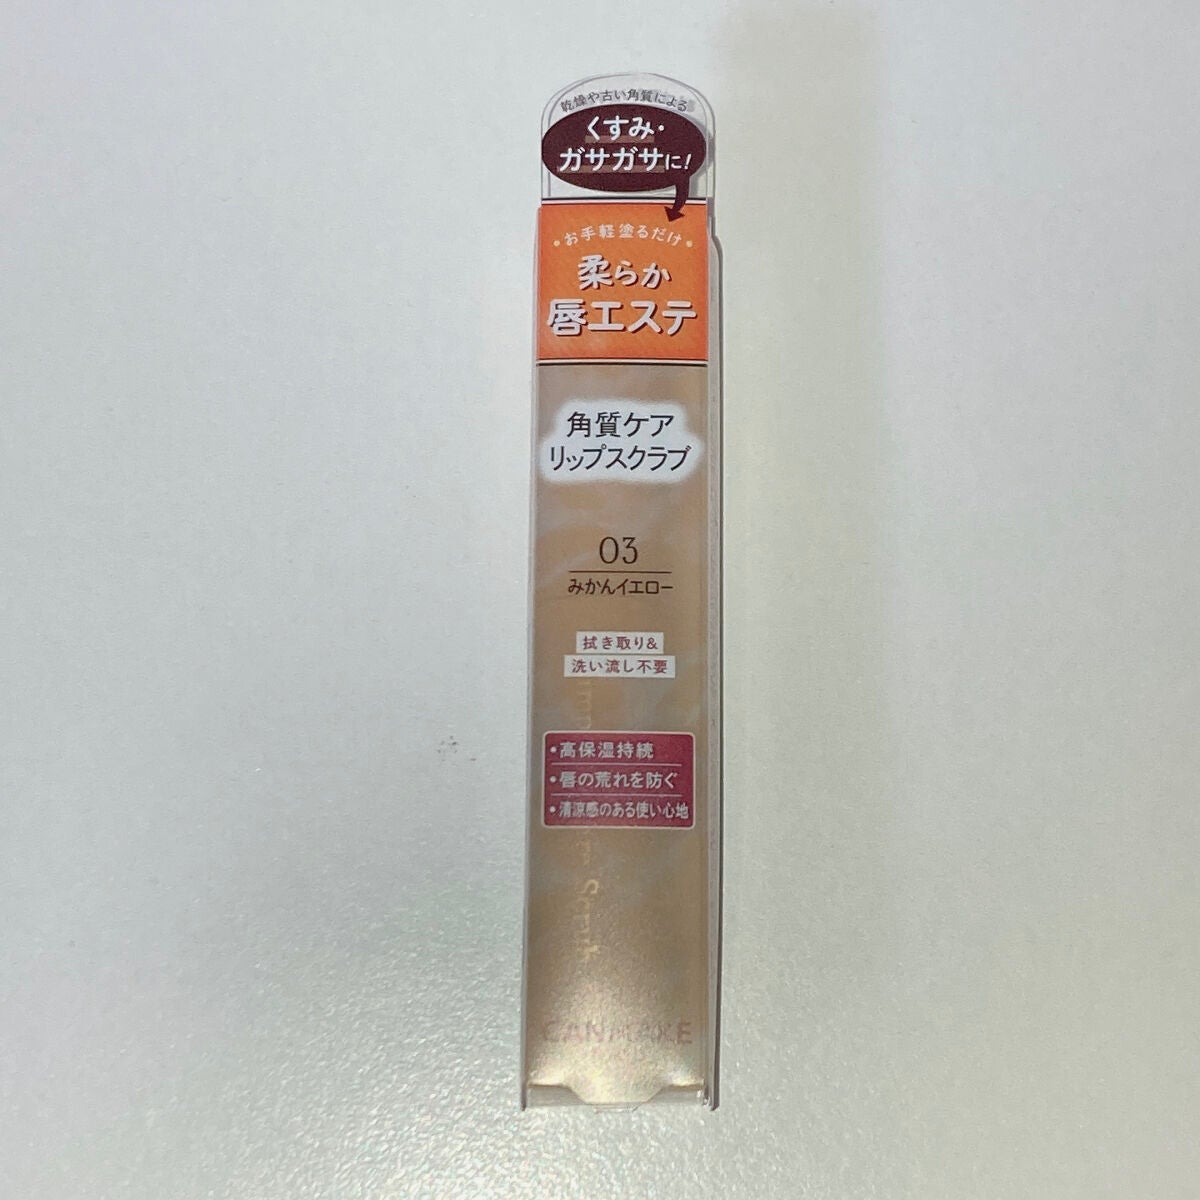 乾燥や古い角質による
くすみ・
ガサガサに!
・お手軽塗るだけ・
柔らか
唇エステ
角質ケア
リップスクラブ
03
みかんイエロー
拭き取り&
洗い流し不要
・高保湿持続
・唇の荒れを防ぐ
・清涼感のある使い心地
CANMAKE